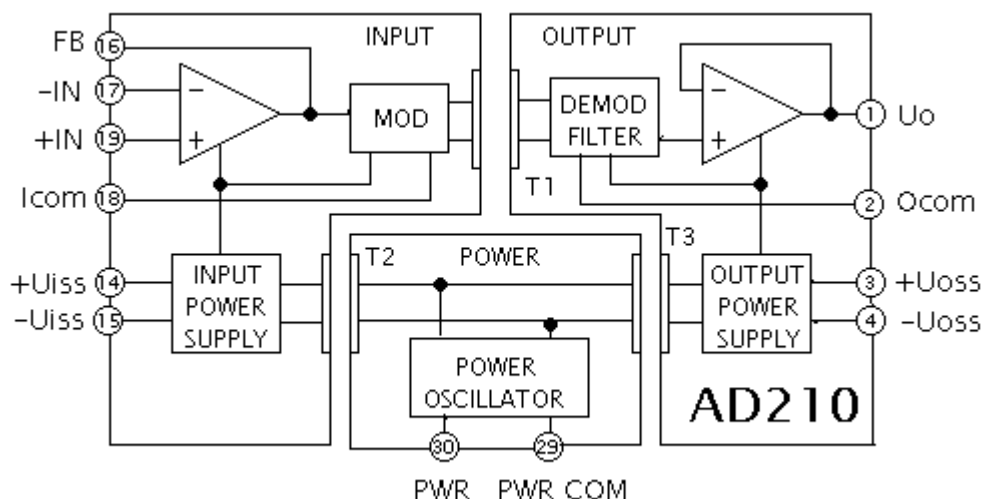 FB 16
INPUT
OUTPUT
-IN 17
−
MOD
DEMOD
FILTER
−
1 Uo
+IN 19
+
+
Icom 18
T1
2 Ocom
+Uiss 14
INPUT
POWER
SUPPLY
T2
POWER
T3
OUTPUT
POWER
SUPPLY
3 +Uoss
-Uiss 15
4 -Uoss
POWER
OSCILLATOR
AD210
30
29
PWR
PWR COM